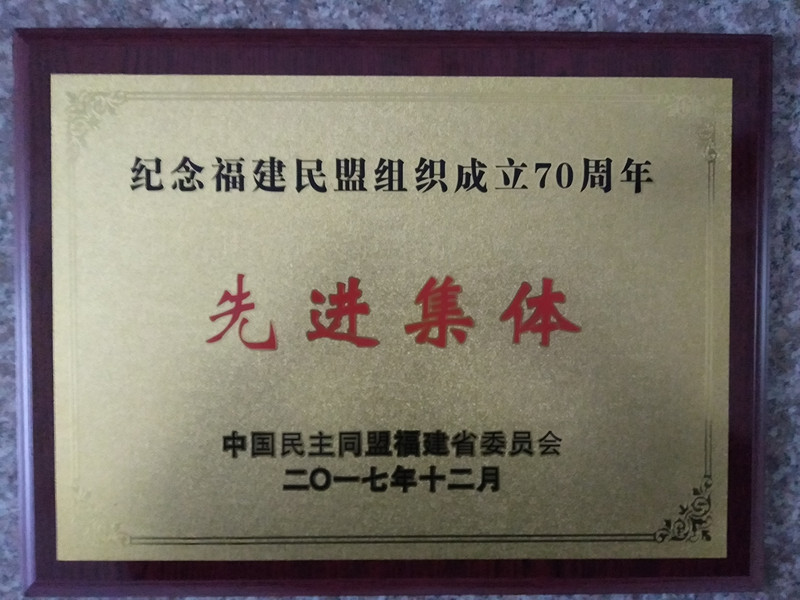 纪念福建民盟组织成立70周年
先进集体
中国民主同盟福建省委员会
二〇一七年十二月